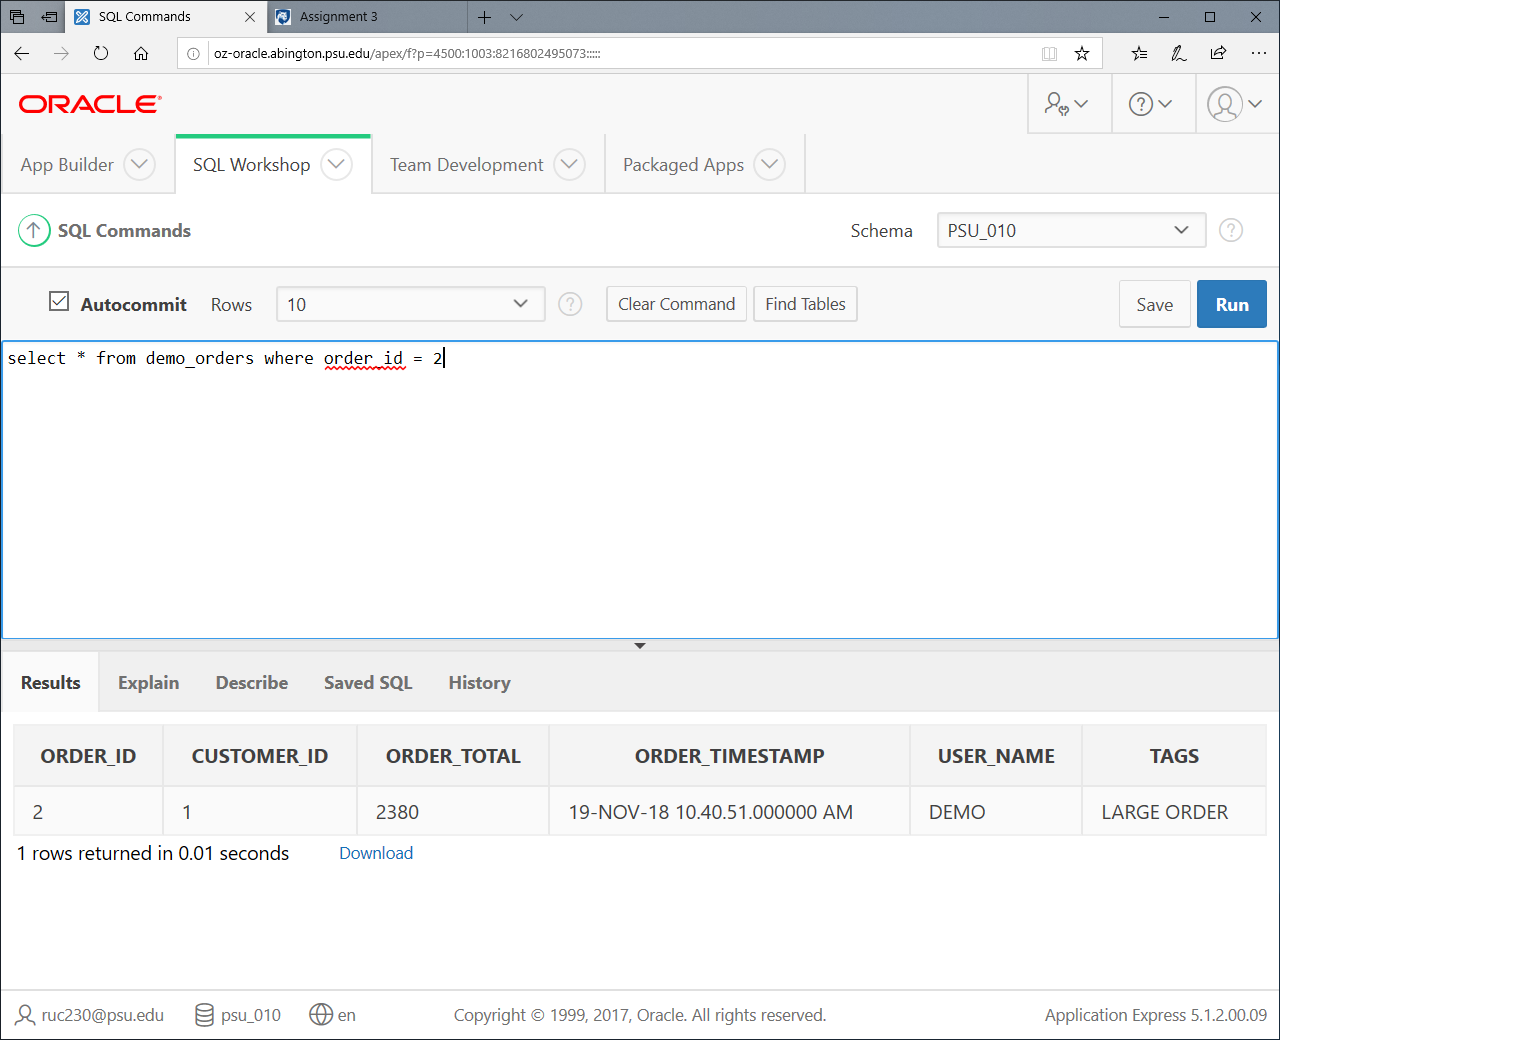 SQL Commands Assignment 3
oz-oracle.abington.psu.edu/apex/f?p=4500:1003:8216802495073:::::
ORACLE
App Builder SQL Workshop Team Development Packaged Apps
SQL Commands Schema PSU_010 ?
Autocommit Rows 10 ? Clear Command Find Tables Save Run
select * from demo_orders where order_id = 2
Results Explain Describe Saved SQL History
ORDER_ID CUSTOMER_ID ORDER_TOTAL ORDER_TIMESTAMP USER_NAME TAGS
2 1 2380 19-NOV-18 10.40.51.000000 AM DEMO LARGE ORDER
1 rows returned in 0.01 seconds Download
ruc230@psu.edu psu_010 en Copyright © 1999, 2017, Oracle. All rights reserved. Application Express 5.1.2.00.09